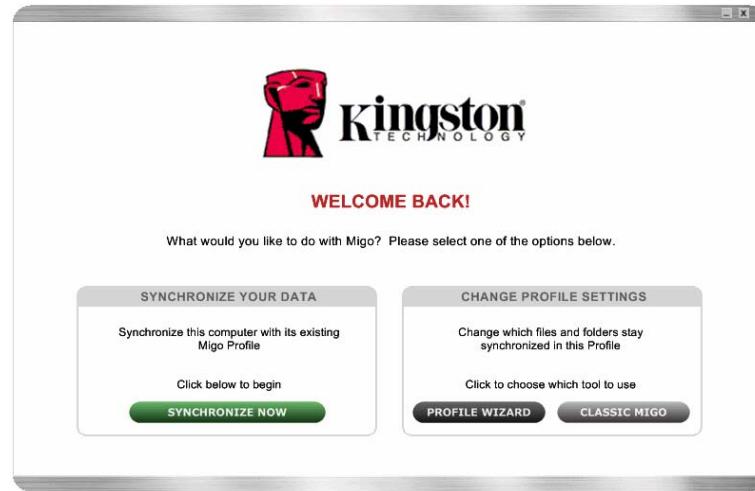 Kingston
TECHNOLOGY
WELCOME BACK!
What would you like to do with Migo? Please select one of the options below.
SYNCHRONIZE YOUR DATA
Synchronize this computer with its existing
Migo Profile
Click below to begin
SYNCHRONIZE NOW
CHANGE PROFILE SETTINGS
Change which files and folders stay
synchronized in this Profile
Click to choose which tool to use
PROFILE WIZARD
CLASSIC MIGO